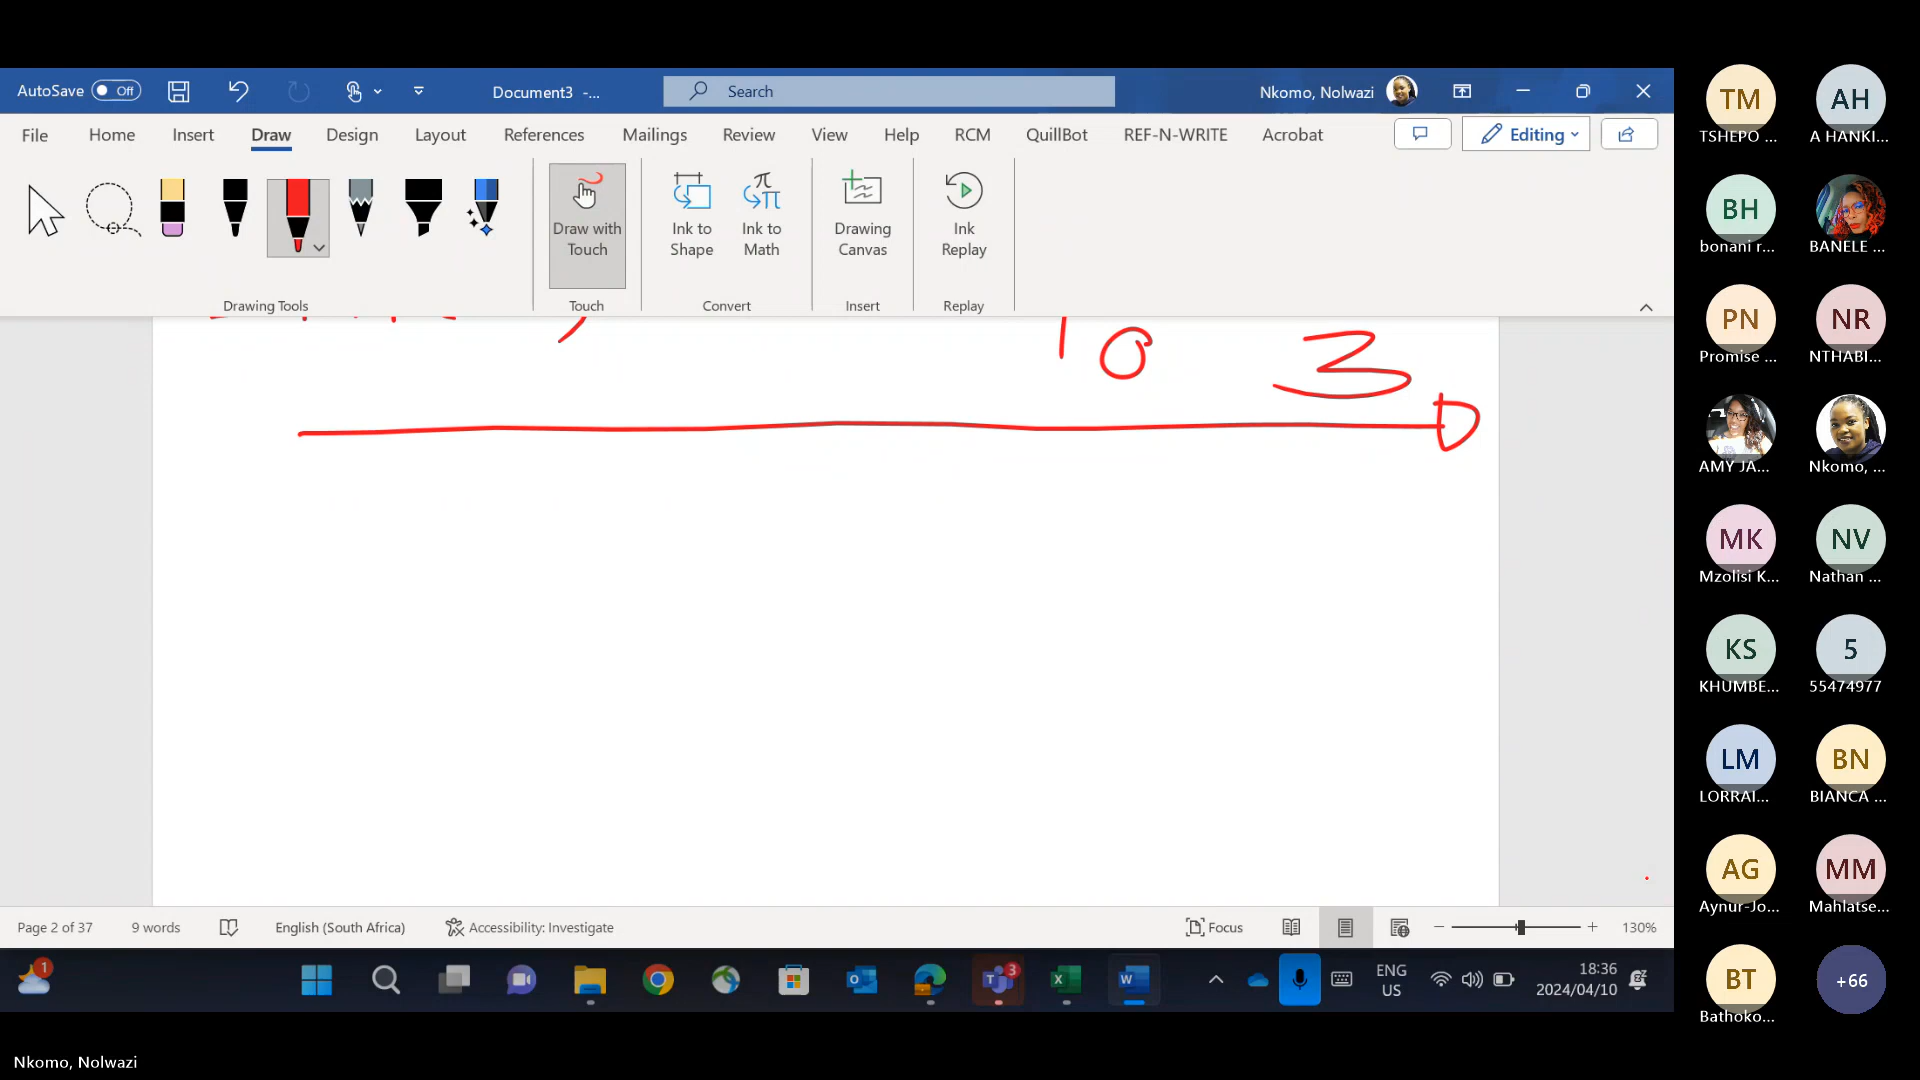 AutoSave Off Document3 -... Search Nkomo, Nolwazi
File Home Insert Draw Design Layout References Mailings Review View Help RCM QuillBot REF-N-WRITE Acrobat Editing
Draw with Touch
Ink to Shape
Ink to Math
Drawing Canvas
Ink Replay
Drawing Tools Touch Convert Insert Replay
0 3
Page 2 of 37 9 words English (South Africa) Accessibility: Investigate Focus 130%
1 3 ENG US 18:36 2024/04/10
Nkomo, Nolwazi
TM AH
TSHEPO ... A HANKI...
BH
bonani r... BANELE ...
PN NR
Promise ... NTHABI...
AMY JA... Nkomo, ...
MK NV
Mzolisi K... Nathan ...
KS 5
KHUMBE... 55474977
LM BN
LORRAI... BIANCA ...
AG MM
Aynur-Jo... Mahlatse...
BT +66
Bathoko...